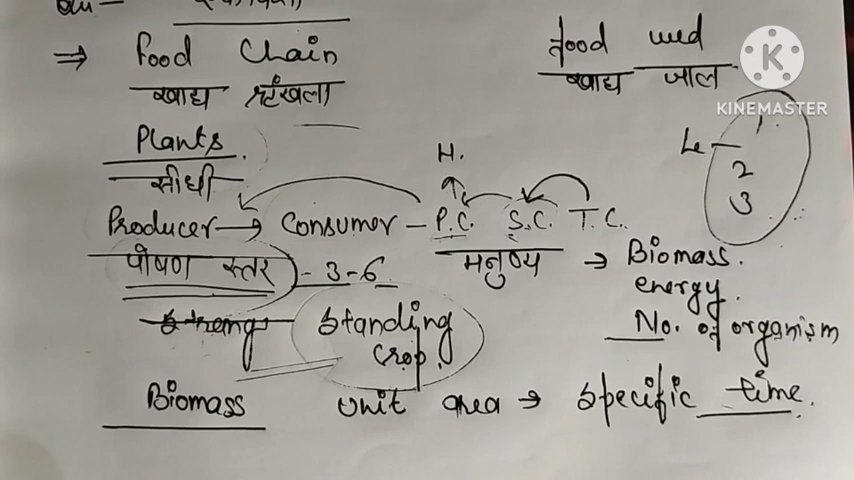 ⇒ Food Chain
खाद्य श्रृंखला
food wed
खाद्य जाल
KINEMASTER
Plants.
सीधी
H.
Le — 1
2
3
Producer → Consumer – P.C. S.C. T.C.
पोषण स्तर - 3-6
मनुष्य → Biomass.
energy.
No. of organism
Standing
Crop.
Biomass unit area → Specific time.